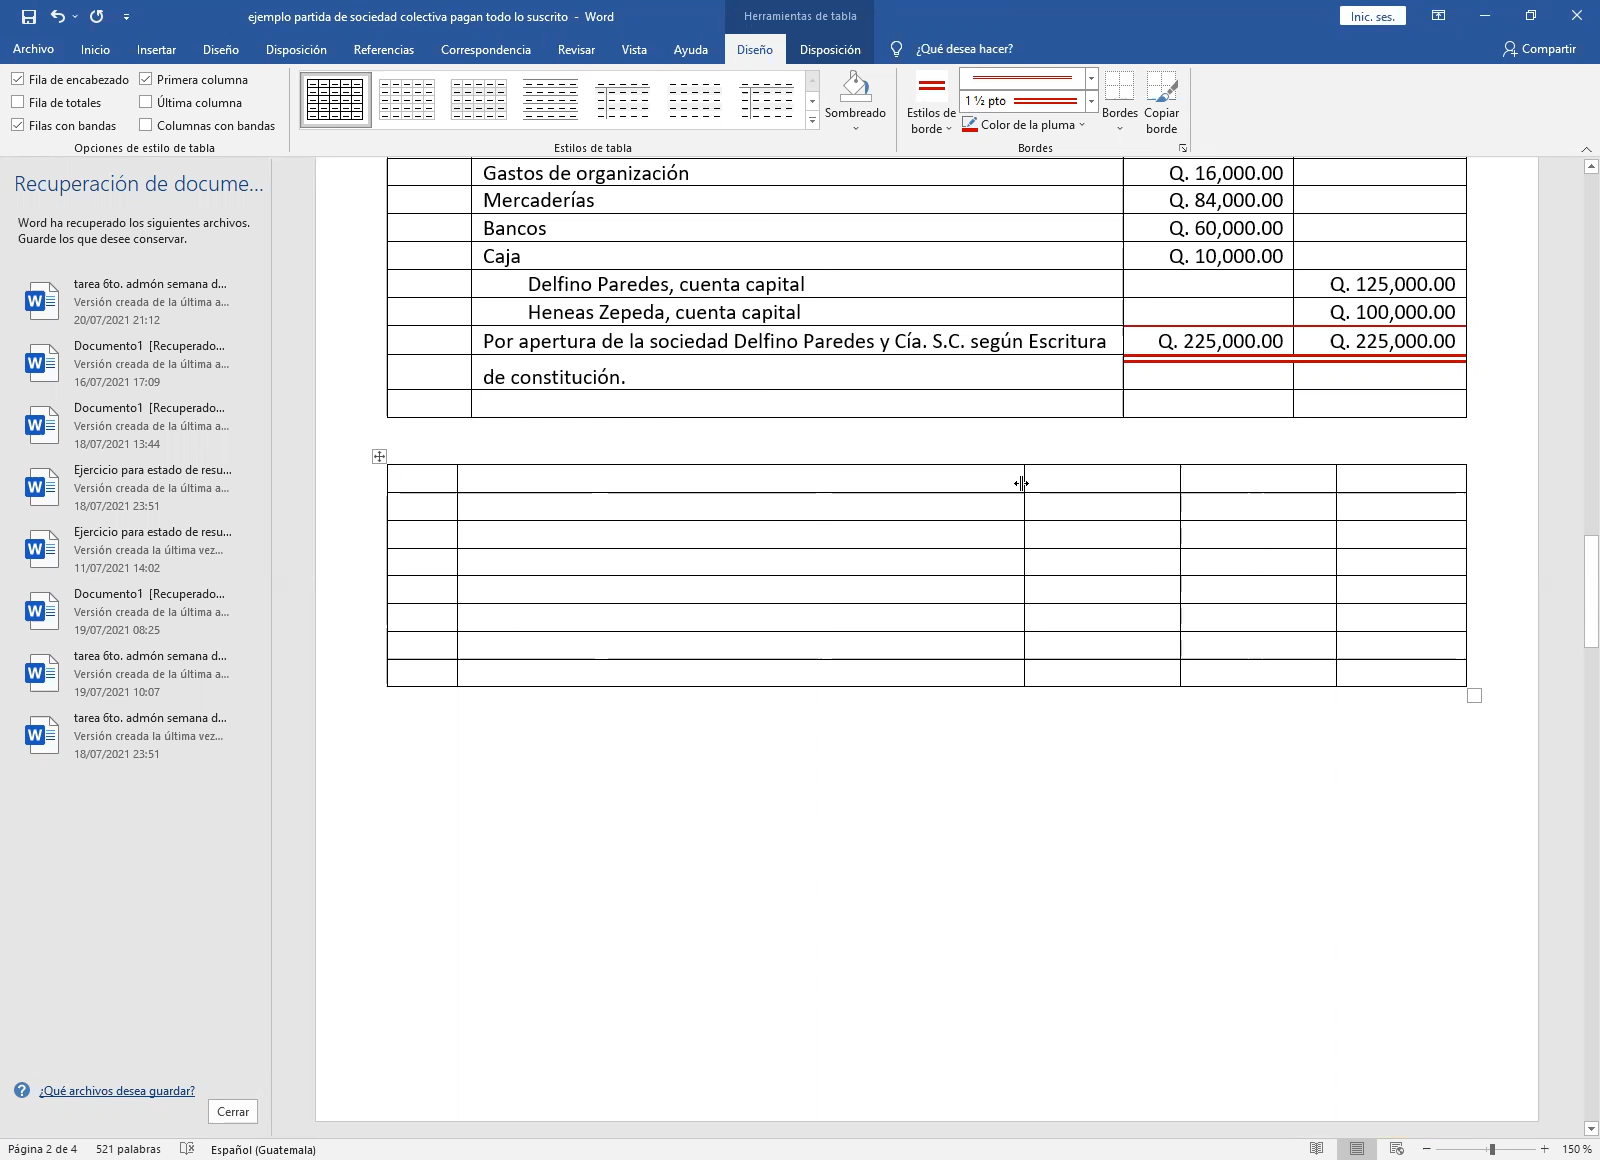 ejemplo partida de sociedad colectiva pagan todo lo suscrito - Word
Herramientas de tabla
Inic. ses.
Archivo Inicio Insertar Diseño Disposición Referencias Correspondencia Revisar Vista Ayuda Diseño Disposición ¿Qué desea hacer? Compartir
Fila de encabezado Primera columna
Fila de totales Última columna
Filas con bandas Columnas con bandas
Opciones de estilo de tabla
Estilos de tabla
Sombreado
Estilos de borde
1 ½ pto
Color de la pluma
Bordes
Copiar borde
Bordes
Recuperación de docume...
Word ha recuperado los siguientes archivos.
Guarde los que desee conservar.
tarea 6to. admón semana d...
Versión creada de la última a...
20/07/2021 21:12
Documento1 [Recuperado...
Versión creada de la última a...
16/07/2021 17:09
Documento1 [Recuperado...
Versión creada de la última a...
18/07/2021 13:44
Ejercicio para estado de resu...
Versión creada de la última a...
18/07/2021 23:51
Ejercicio para estado de resu...
Versión creada la última vez...
11/07/2021 14:02
Documento1 [Recuperado...
Versión creada de la última a...
19/07/2021 08:25
tarea 6to. admón semana d...
Versión creada de la última a...
19/07/2021 10:07
tarea 6to. admón semana d...
Versión creada la última vez...
18/07/2021 23:51
¿Qué archivos desea guardar?
Cerrar
Gastos de organización Q. 16,000.00
Mercaderías Q. 84,000.00
Bancos Q. 60,000.00
Caja Q. 10,000.00
Delfino Paredes, cuenta capital Q. 125,000.00
Heneas Zepeda, cuenta capital Q. 100,000.00
Por apertura de la sociedad Delfino Paredes y Cía. S.C. según Escritura Q. 225,000.00 Q. 225,000.00
de constitución.
Página 2 de 4 521 palabras Español (Guatemala) 150 %